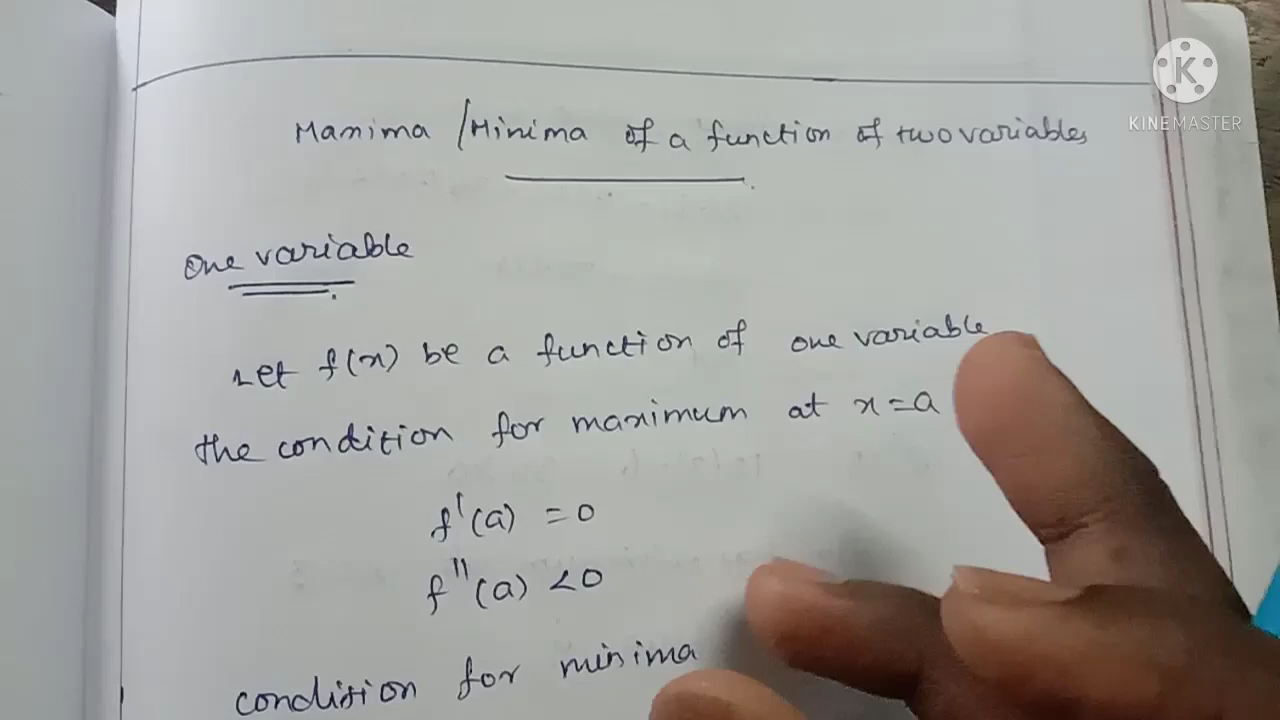 Maxima / Minima of a function of two variables
KINEMASTER
One variable
Let f(x) be a function of one variable
the condition for maximum at x = a
f'(a) = 0
f''(a) < 0
condition for minima